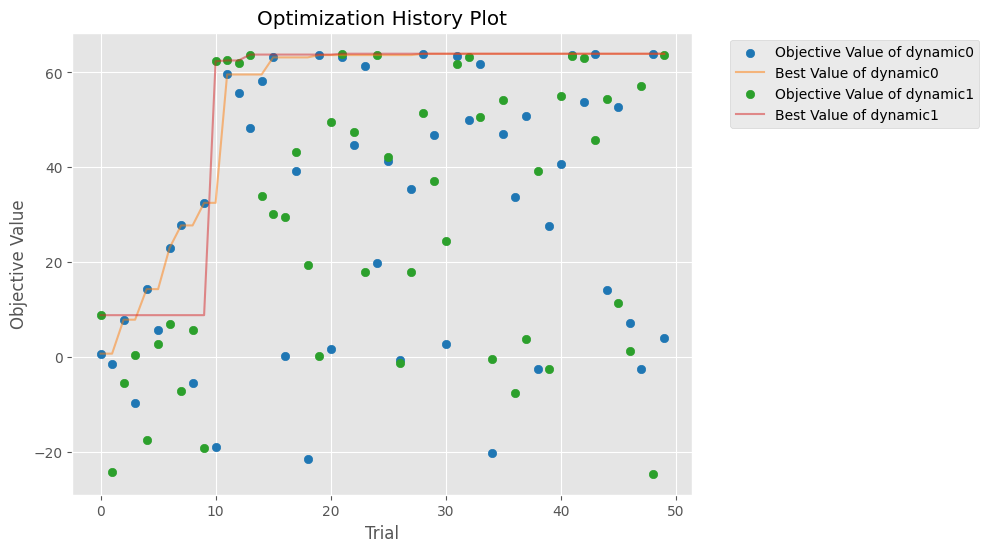 Optimization History Plot
Objective Value of dynamic0
Best Value of dynamic0
Objective Value of dynamic1
Best Value of dynamic1
Objective Value
60
40
20
0
−20
0 10 20 30 40 50
Trial